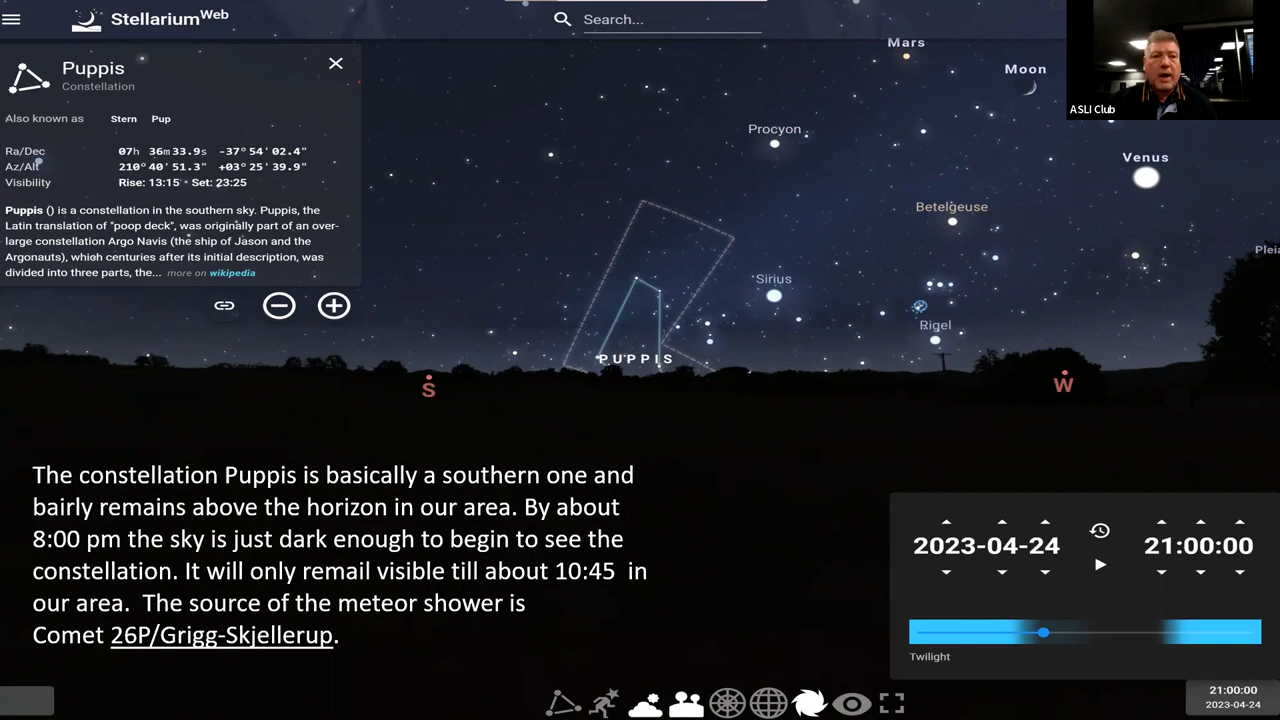 StellariumWeb
Search...
Puppis
Constellation
Also known as Stern Pup
Ra/Dec 07h 36m 33.9s -37° 54' 02.4"
Az/Alt 210° 40' 51.3" +03° 25' 39.9"
Visibility Rise: 13:15 Set: 23:25
Puppis () is a constellation in the southern sky. Puppis, the
Latin translation of "poop deck", was originally part of an over-
large constellation Argo Navis (the ship of Jason and the
Argonauts), which centuries after its initial description, was
divided into three parts, the... more on wikipedia
Mars
Moon
ASLI Club
Procyon
Venus
Betelgeuse
Pleia
Sirius
Rigel
PUPPIS
S
W
The constellation Puppis is basically a southern one and
bairly remains above the horizon in our area. By about
8:00 pm the sky is just dark enough to begin to see the
constellation. It will only remail visible till about 10:45 in
our area. The source of the meteor shower is
Comet 26P/Grigg-Skjellerup.
2023-04-24 21:00:00
Twilight
21:00:00
2023-04-24